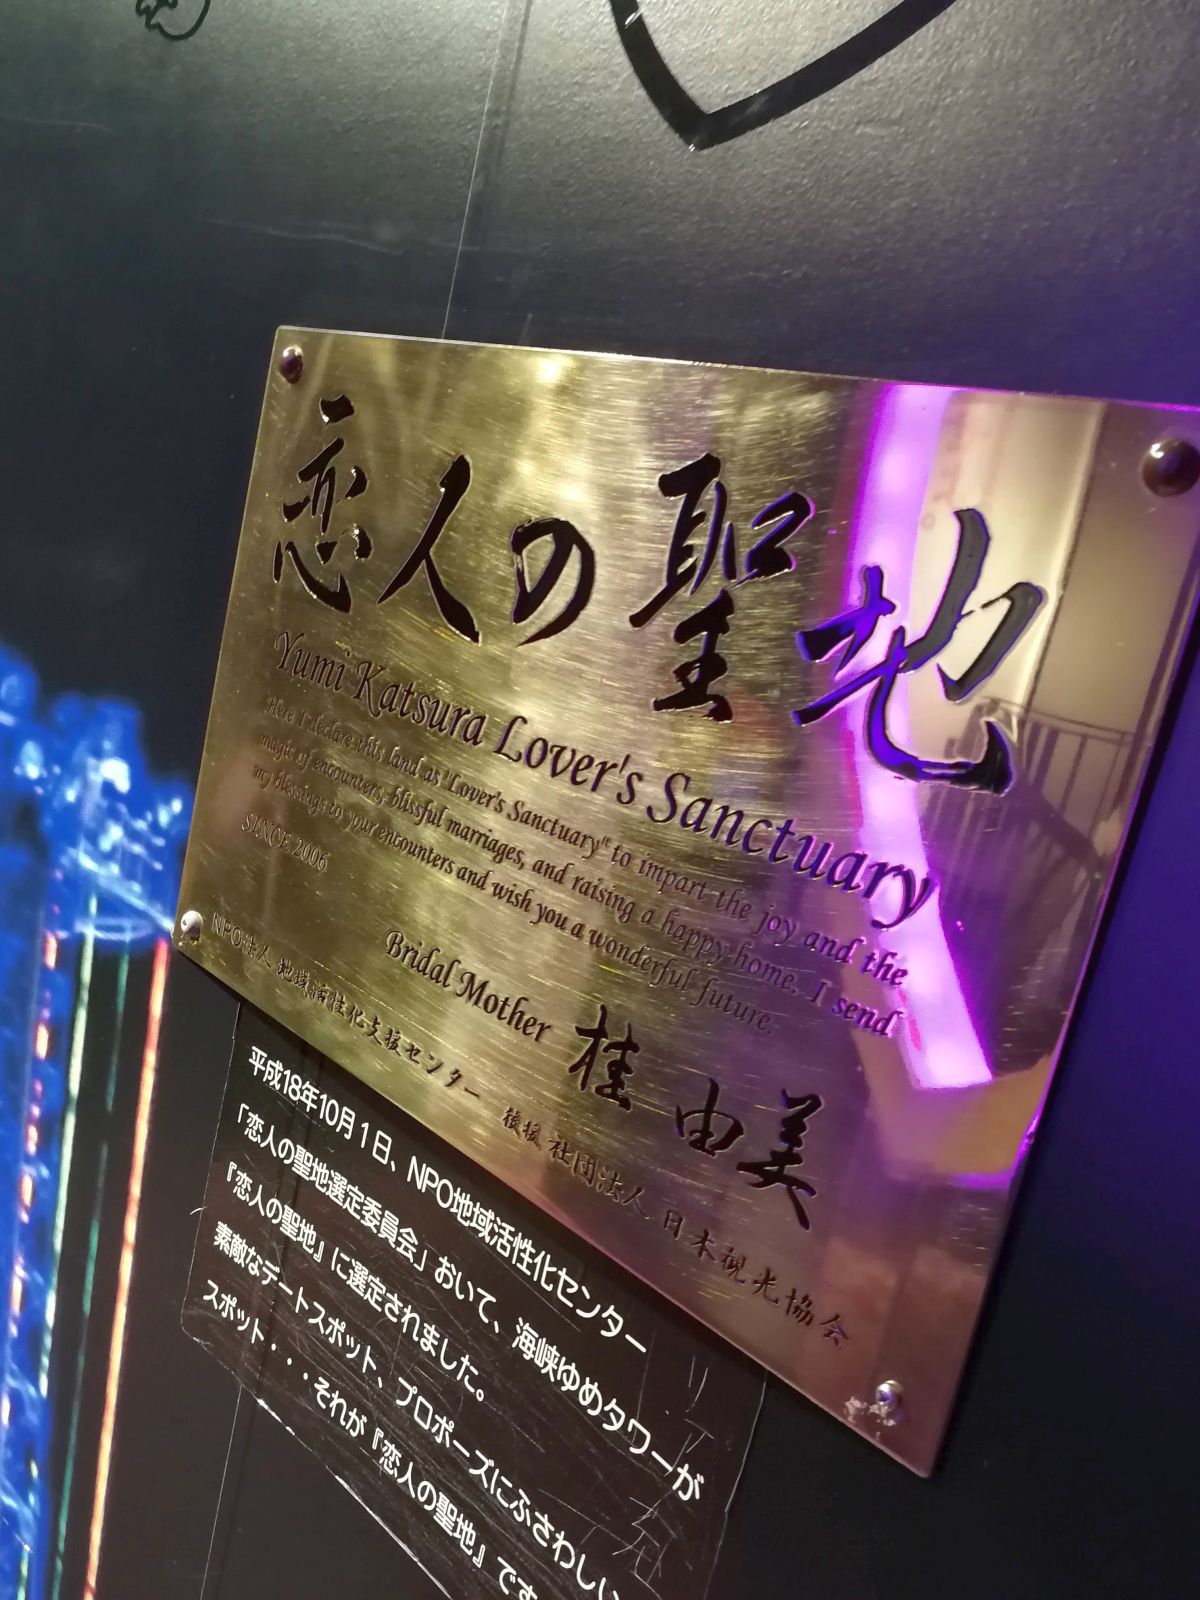 恋人の聖地
Yumi Katsura Lover's Sanctuary
Here I declare this land as "Lover's Sanctuary" to impart the joy and the
magic of encounters, blissful marriages, and raising a happy home. I send
my blessings to your encounters and wish you a wonderful future.
SINCE 2006
Bridal Mother 桂 由美
NPO法人 地域活性化支援センター 後援 社団法人 日本観光協会
平成18年10月1日、NPO地域活性化センター
「恋人の聖地選定委員会」おいて、海峡ゆめタワーが
『恋人の聖地』に選定されました。
素敵なデートスポット、プロポーズにふさわしい
スポット・・・それが『恋人の聖地』です